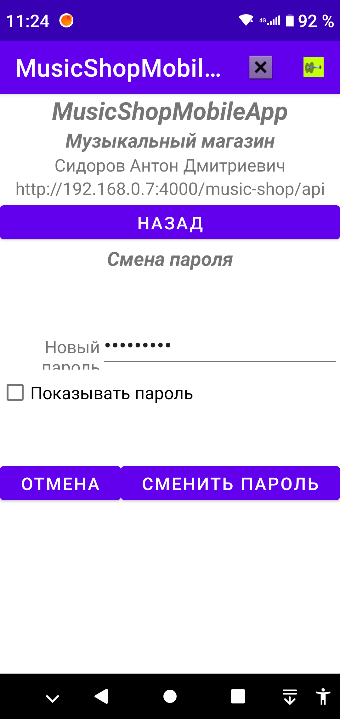 11:24
4G
92 %
MusicShopMobil...
MusicShopMobileApp
Музыкальный магазин
Сидоров Антон Дмитриевич
http://192.168.0.7:4000/music-shop/api
НАЗАД
Смена пароля
Новый
пароль
•••••••••
Показывать пароль
ОТМЕНА
СМЕНИТЬ ПАРОЛЬ